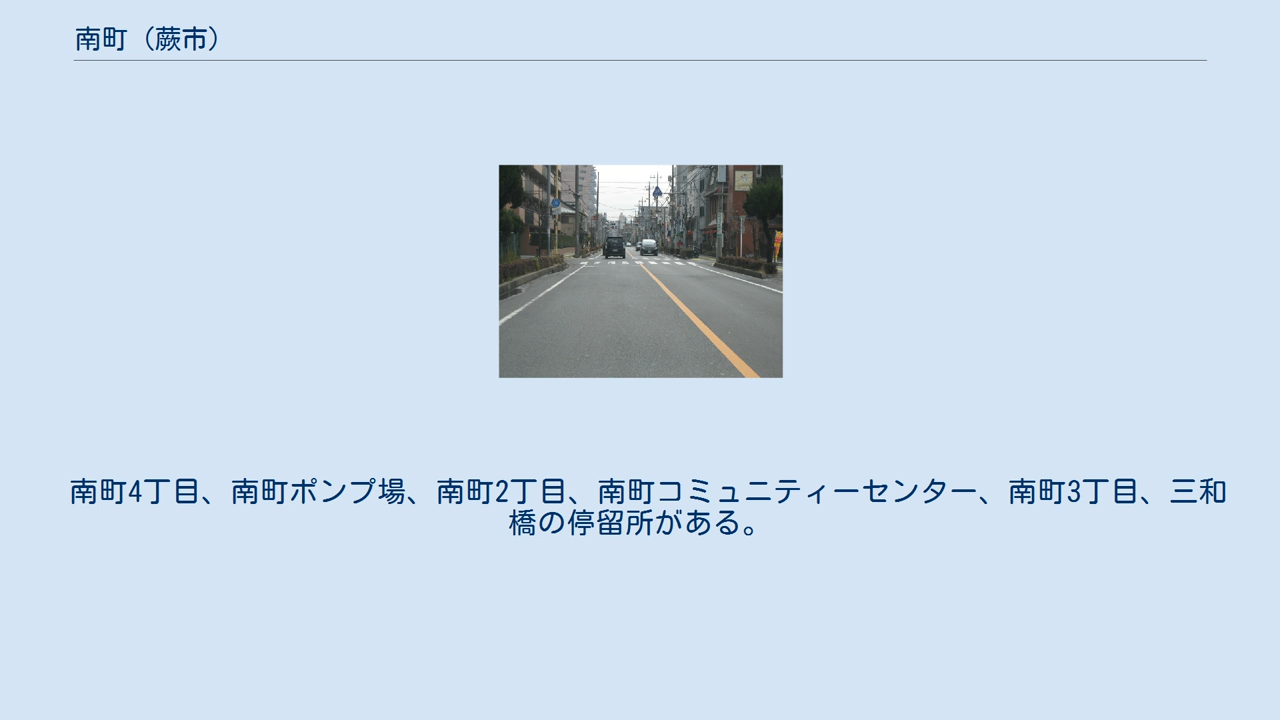 南町（蕨市）
南町4丁目、南町ポンプ場、南町2丁目、南町コミュニティーセンター、南町3丁目、三和
橋の停留所がある。